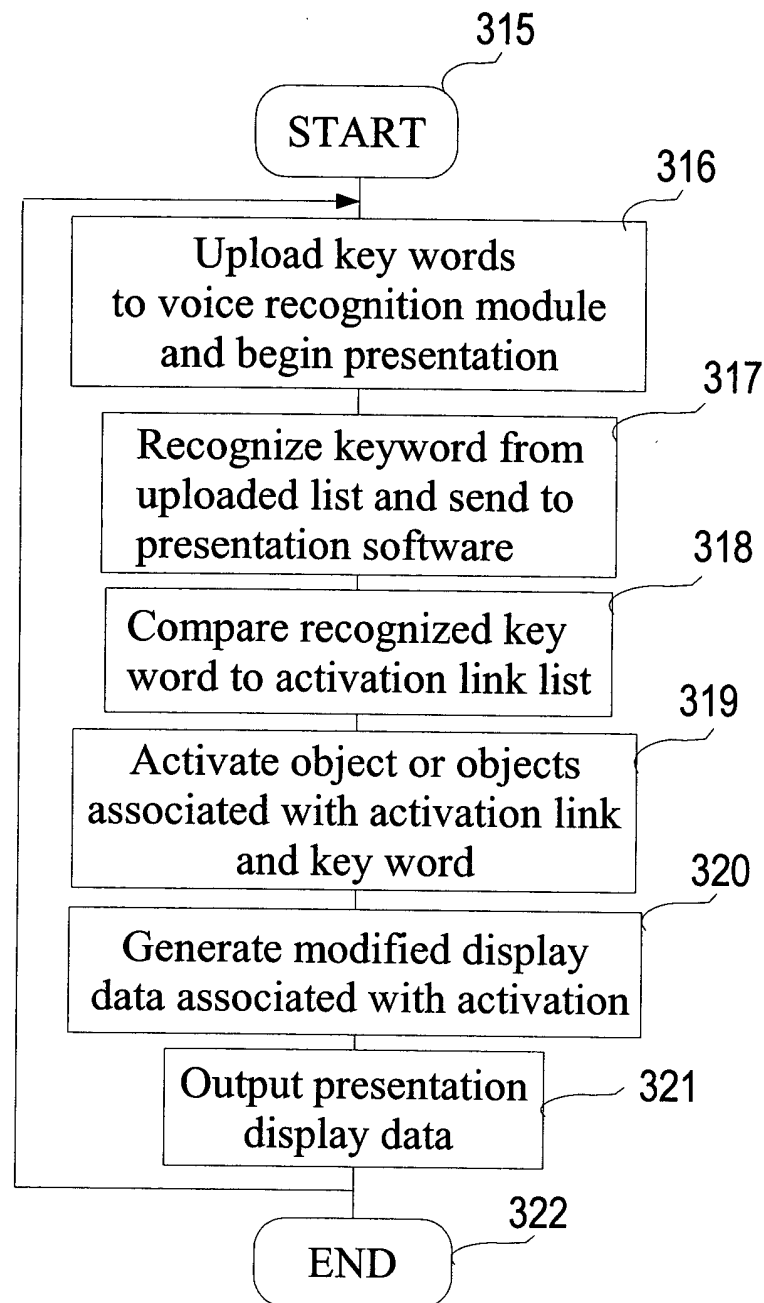 315
START
316
Upload key words
to voice recognition module
and begin presentation
317
Recognize keyword from
uploaded list and send to
presentation software
318
Compare recognized key
word to activation link list
319
Activate object or objects
associated with activation link
and key word
320
Generate modified display
data associated with activation
321
Output presentation
display data
322
END